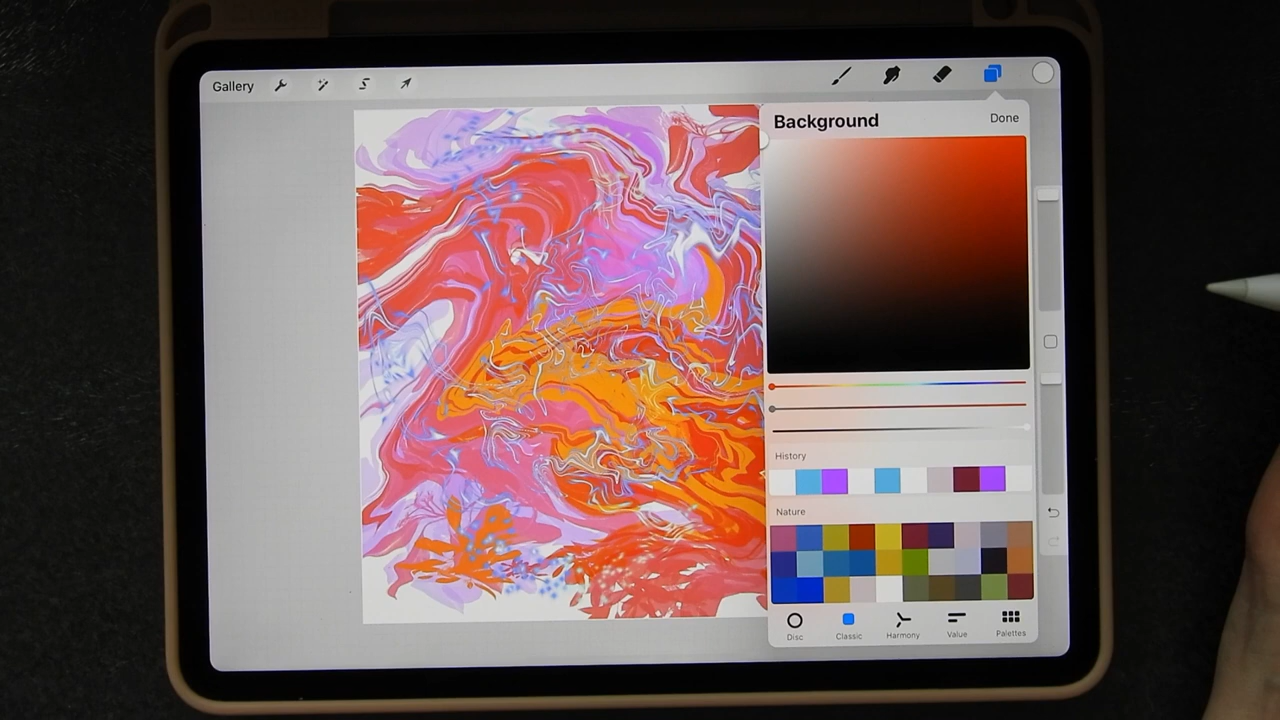 Gallery
Background
Done
History
Nature
Disc
Classic
Harmony
Value
Palettes